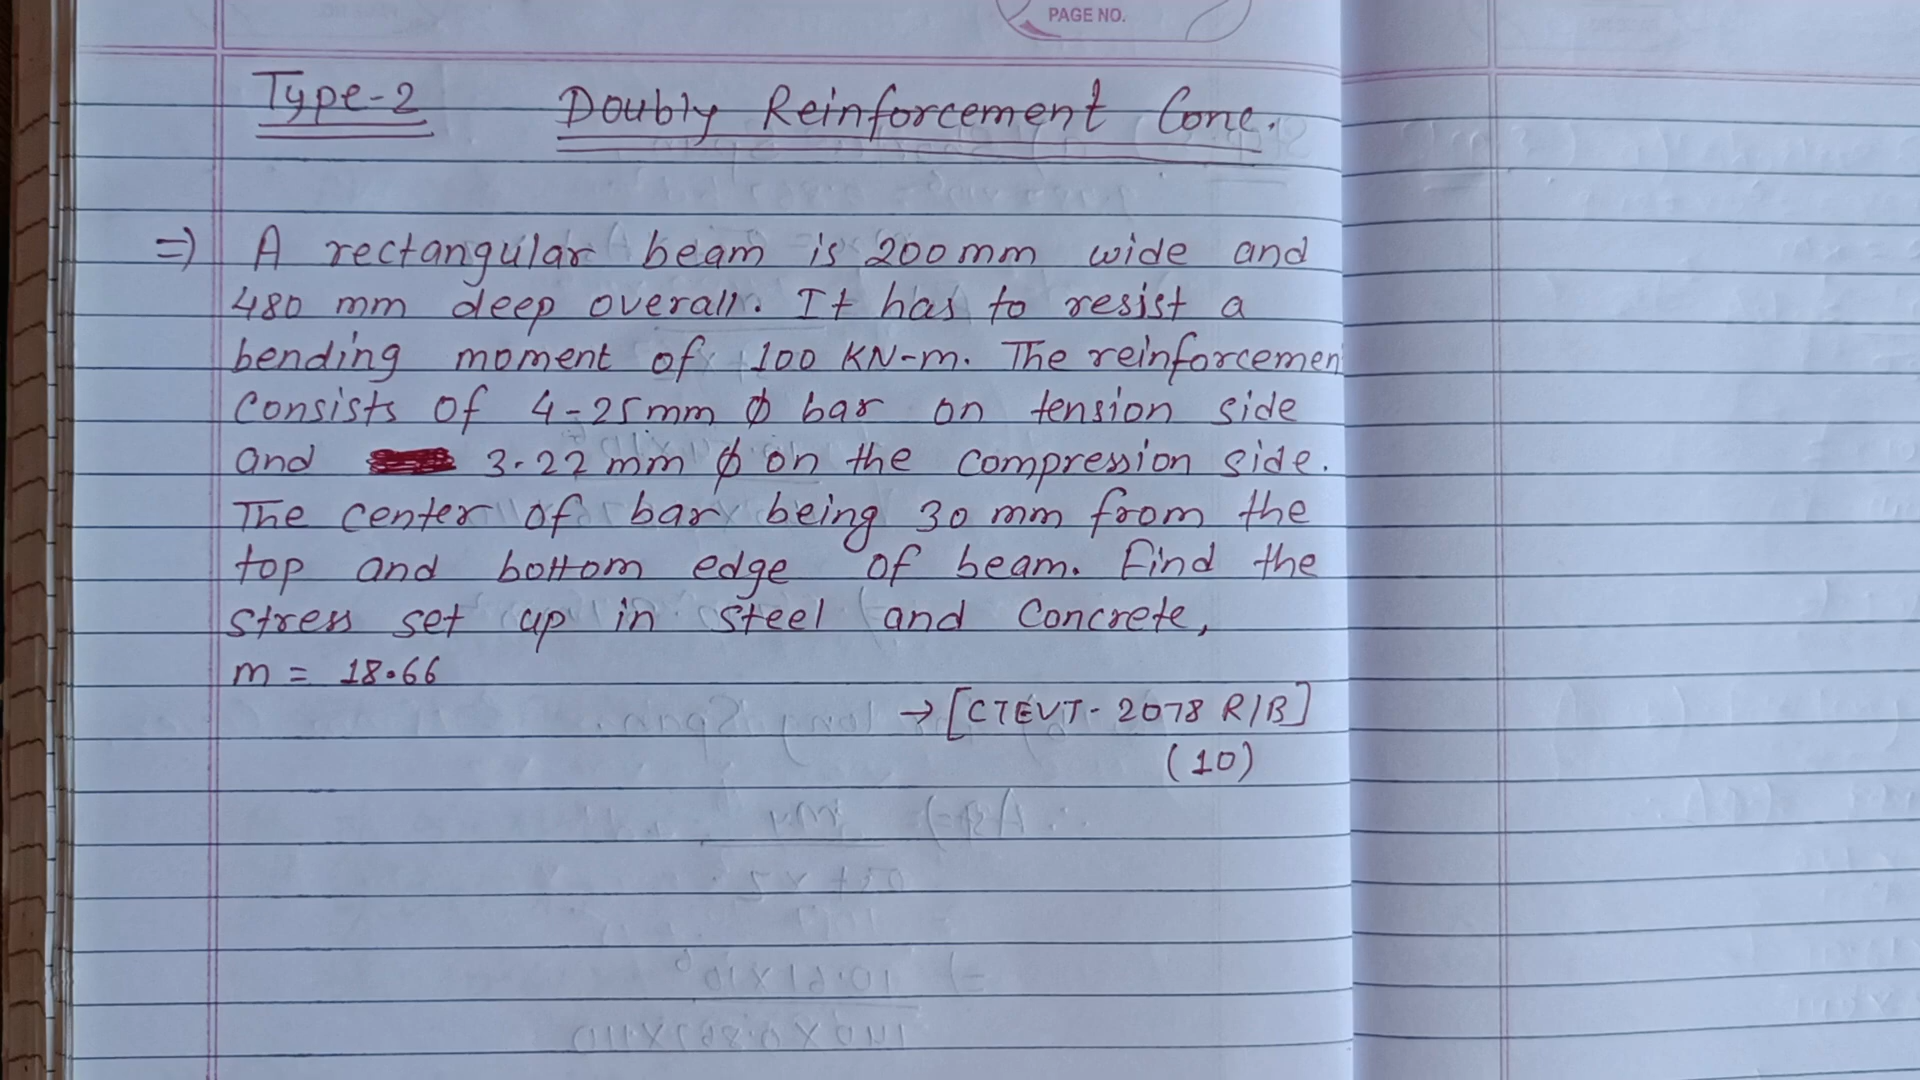 PAGE NO.
Type-2 Doubly Reinforcement Conc.
=) A rectangular beam is 200 mm wide and
480 mm deep overall. It has to resist a
bending moment of 100 KN-m. The reinforcemen
Consists of 4-25mm ϕ bar on tension side
and 3-22 mm ϕ on the compression side.
The center of bar being 30 mm from the
top and bottom edge of beam. Find the
stress set up in steel and Concrete,
m = 18.66
→ [CTEVT- 2078 R/B]
(10)